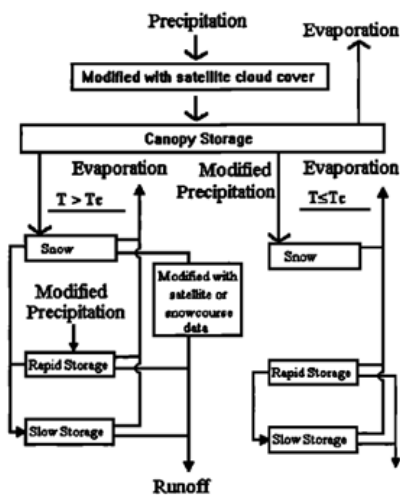 Precipitation
Evaporation
Modified with satellite cloud cover
Canopy Storage
Evaporation
Modified
Precipitation
Evaporation
T > Tc
T≤Tc
Snow
Snow
Modified with
satellite or
snowcourse
data
Modified
Precipitation
Rapid Storage
Rapid Storage
Slow Storage
Slow Storage
Runoff